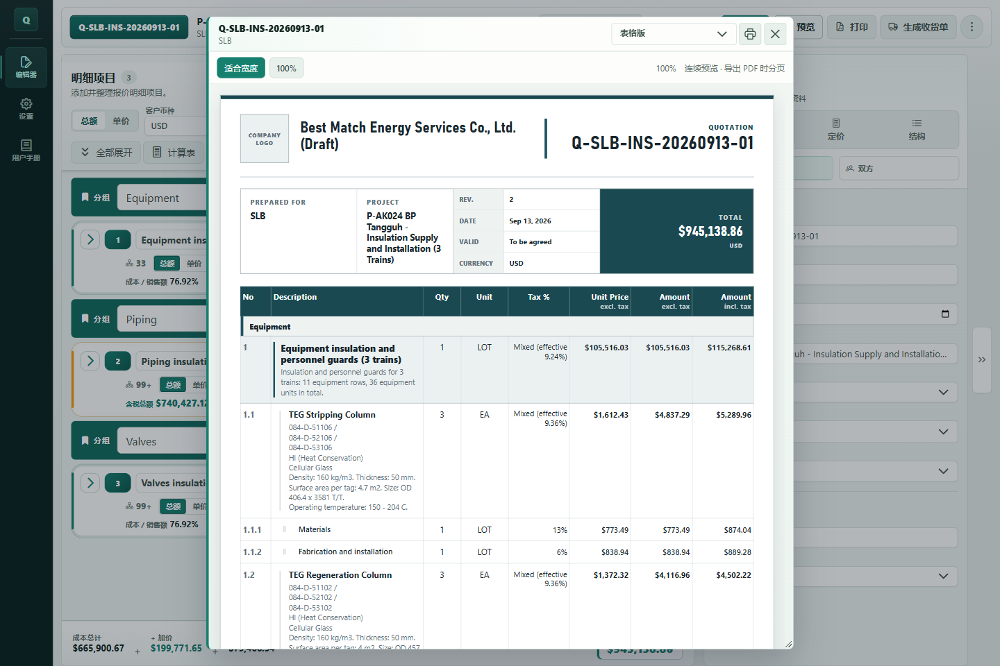 Q
编辑器
设置
用户手册
Q-SLB-INS-20260913-01
预览
打印
生成收货单
明细项目 3
添加并整理报价明细项目。
总额
单价
客户币种
USD
全部展开
计算表
分组
Equipment
1
Equipment ins
33
总额
单价
成本 / 销售额 76.92%
分组
Piping
2
Piping insulati
99+
总额
单价
含税总额 $740,427.12
分组
Valves
3
Valves insulati
99+
总额
单价
成本 / 销售额 76.92%
成本总计
$665,900.67
+
+ 加价
$199,771.65
+
Q-SLB-INS-20260913-01
SLB
表格版
适合宽度
100%
100%
连续预览 · 导出 PDF 时分页
COMPANY
LOGO
Best Match Energy Services Co., Ltd.
(Draft)
QUOTATION
Q-SLB-INS-20260913-01
PREPARED FOR
SLB
PROJECT
P-AK024 BP
Tangguh -
Insulation Supply
and Installation (3
Trains)
REV.
2
DATE
Sep 13, 2026
VALID
To be agreed
CURRENCY
USD
TOTAL
$945,138.86
USD
No
Description
Qty
Unit
Tax %
Unit Price
excl. tax
Amount
excl. tax
Amount
incl. tax
Equipment
1
Equipment insulation and
personnel guards (3 trains)
Insulation and personnel guards for 3
trains: 11 equipment rows, 36 equipment
units in total.
1
LOT
Mixed (effective
9.24%)
$105,516.03
$105,516.03
$115,268.61
1.1
TEG Stripping Column
084-D-51106 /
084-D-52106 /
084-D-53106
HI (Heat Conservation)
Cellular Glass
Density: 160 kg/m3. Thickness: 50 mm.
Surface area per tag: 4.7 m2. Size: OD
406.4 x 3581 T/T.
Operating temperature: 150 - 204 C.
3
EA
Mixed (effective
9.36%)
$1,612.43
$4,837.29
$5,289.96
1.1.1
Materials
1
LOT
13%
$773.49
$773.49
$874.04
1.1.2
Fabrication and installation
1
LOT
6%
$838.94
$838.94
$889.28
1.2
TEG Regeneration Column
084-D-51102 /
084-D-52102 /
084-D-53102
HI (Heat Conservation)
Cellular Glass
Density: 160 kg/m3. Thickness: 50 mm.
Surface area per tag: 4 m2. Size: OD 457
3
EA
Mixed (effective
9.36%)
$1,372.32
$4,116.96
$4,502.22
资料
定价
结构
双方
913-01
uh - Insulation Supply and Installatio...
$945,138.86